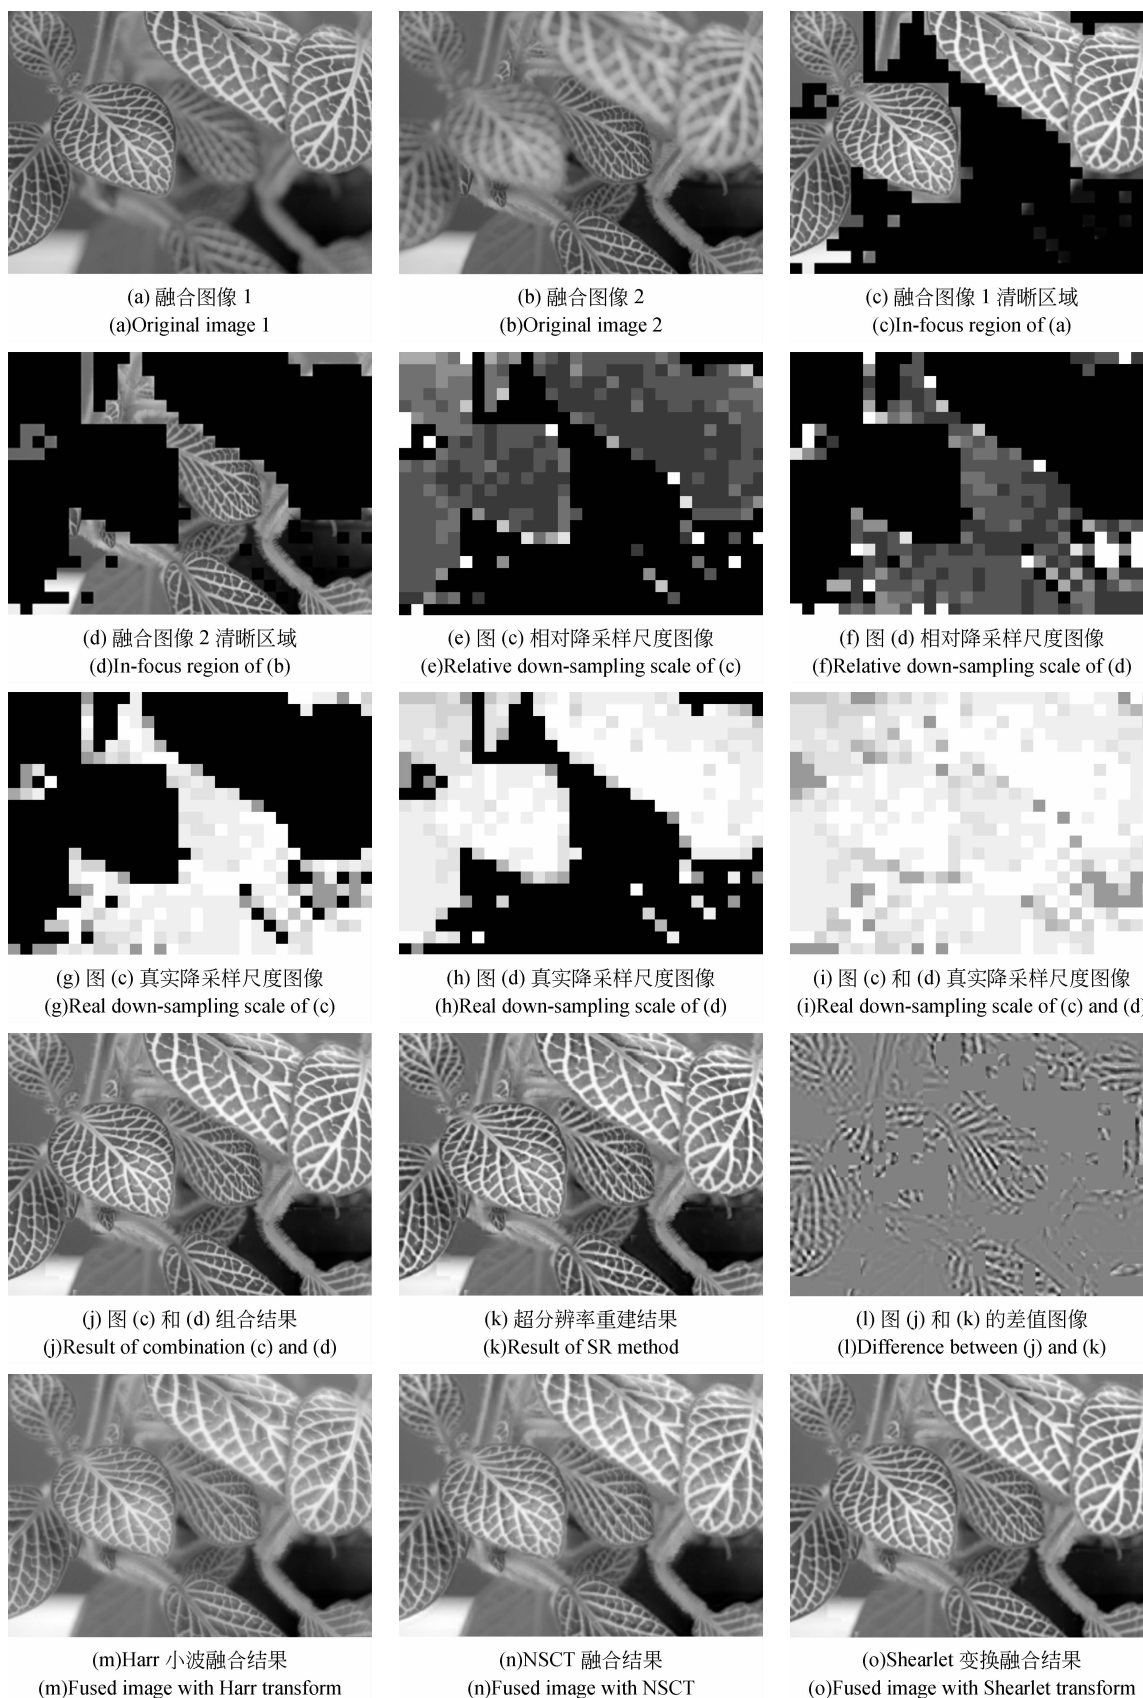 (a) 融合图像 1
(a)Original image 1
(b) 融合图像 2
(b)Original image 2
(c) 融合图像 1 清晰区域
(c)In-focus region of (a)
(d) 融合图像 2 清晰区域
(d)In-focus region of (b)
(e) 图 (c) 相对降采样尺度图像
(e)Relative down-sampling scale of (c)
(f) 图 (d) 相对降采样尺度图像
(f)Relative down-sampling scale of (d)
(g) 图 (c) 真实降采样尺度图像
(g)Real down-sampling scale of (c)
(h) 图 (d) 真实降采样尺度图像
(h)Real down-sampling scale of (d)
(i) 图 (c) 和 (d) 真实降采样尺度图像
(i)Real down-sampling scale of (c) and (d)
(j) 图 (c) 和 (d) 组合结果
(j)Result of combination (c) and (d)
(k) 超分辨率重建结果
(k)Result of SR method
(l) 图 (j) 和 (k) 的差值图像
(l)Difference between (j) and (k)
(m)Harr 小波融合结果
(m)Fused image with Harr transform
(n)NSCT 融合结果
(n)Fused image with NSCT
(o)Shearlet 变换融合结果
(o)Fused image with Shearlet transform